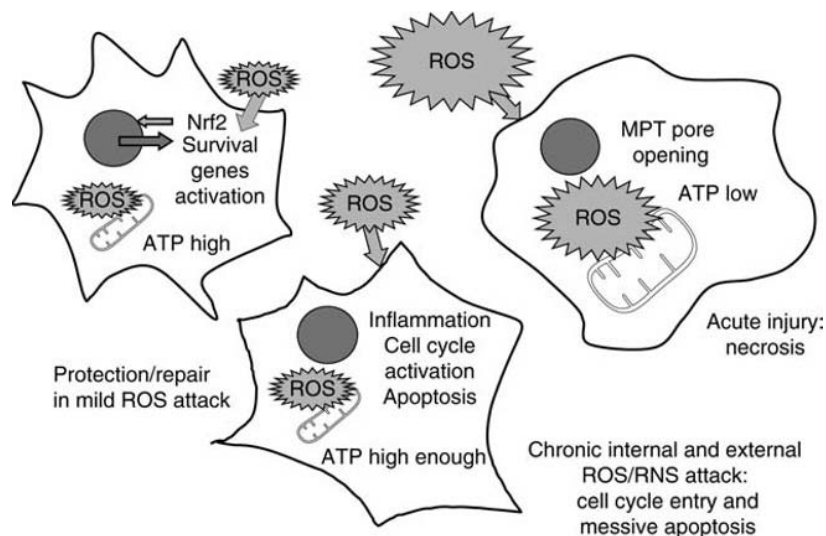 ROS
Nrf2
Survival
genes
activation
ROS
ATP high
Protection/repair
in mild ROS attack
ROS
Inflammation
Cell cycle
activation
Apoptosis
ROS
ATP high enough
Chronic internal and external
ROS/RNS attack:
cell cycle entry and
messive apoptosis
ROS
MPT pore
opening
ATP low
ROS
Acute injury:
necrosis